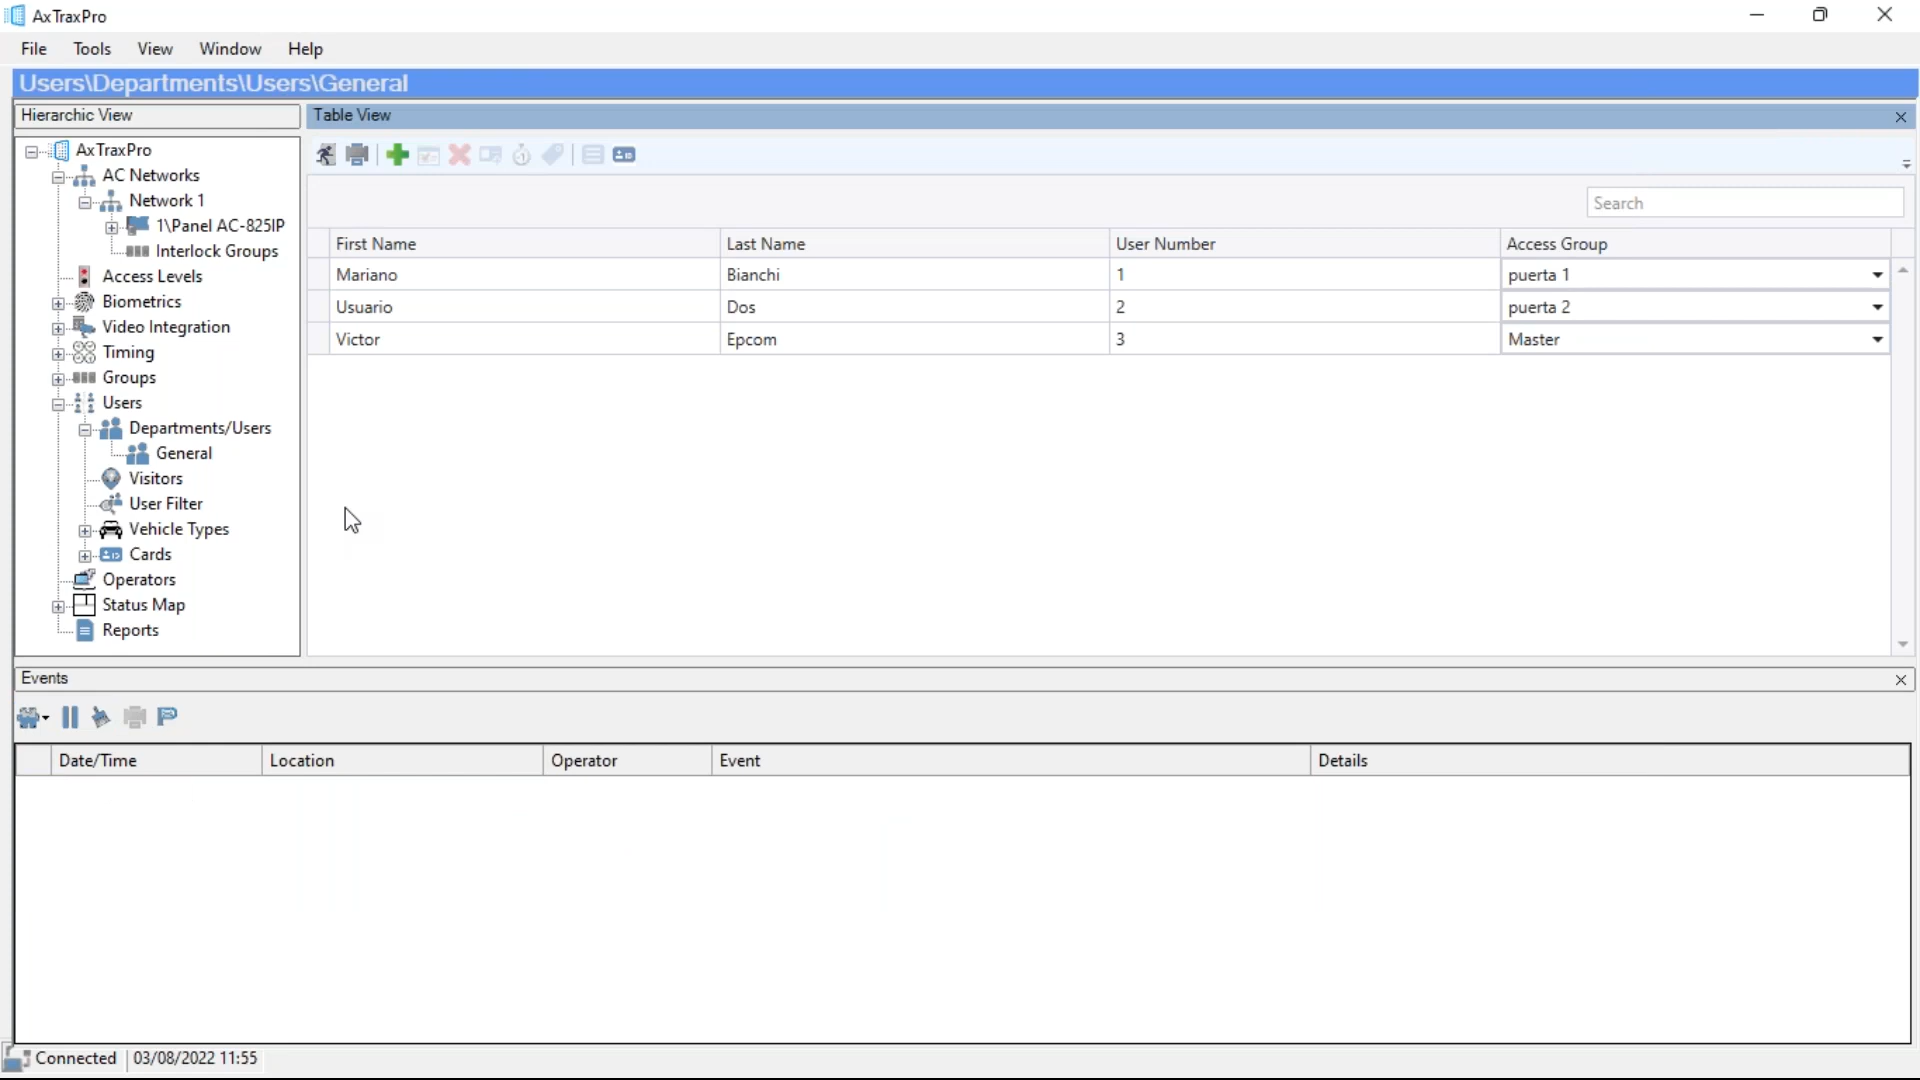 AxTraxPro
File Tools View Window Help
Users\Departments\Users\General
Hierarchic View
AxTraxPro
AC Networks
Network 1
1\Panel AC-825IP
Interlock Groups
Access Levels
Biometrics
Video Integration
Timing
Groups
Users
Departments/Users
General
Visitors
User Filter
Vehicle Types
Cards
Operators
Status Map
Reports
Table View
Search
First Name Last Name User Number Access Group
Mariano Bianchi 1 puerta 1
Usuario Dos 2 puerta 2
Victor Epcom 3 Master
Events
Date/Time Location Operator Event Details
Connected 03/08/2022 11:55